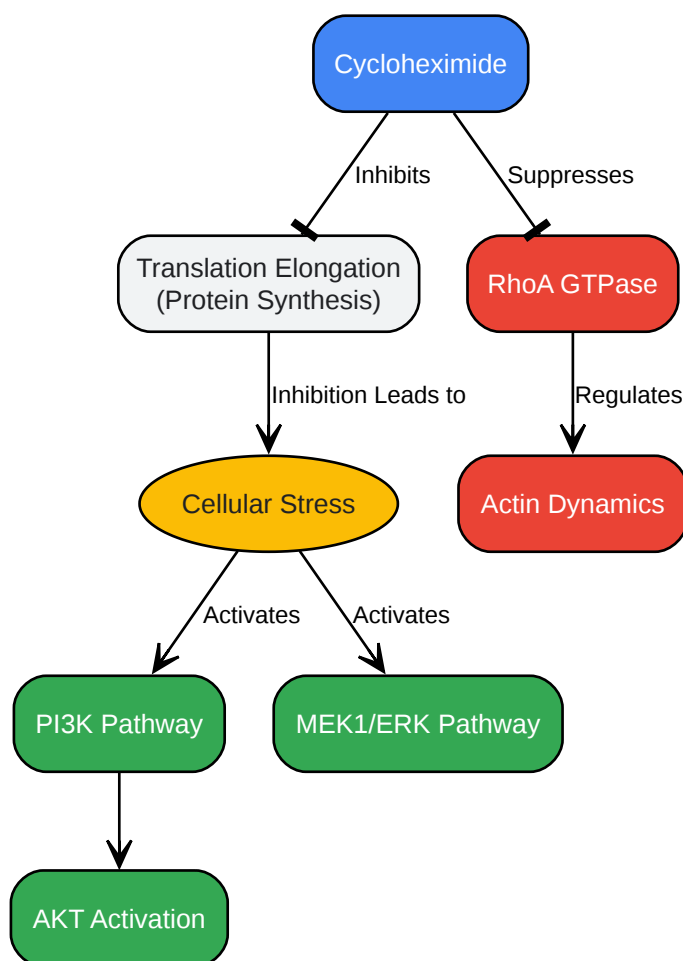 Cycloheximide
Inhibits
Suppresses
Translation Elongation
(Protein Synthesis)
RhoA GTPase
Inhibition Leads to
Regulates
Cellular Stress
Actin Dynamics
Activates
Activates
PI3K Pathway
MEK1/ERK Pathway
AKT Activation